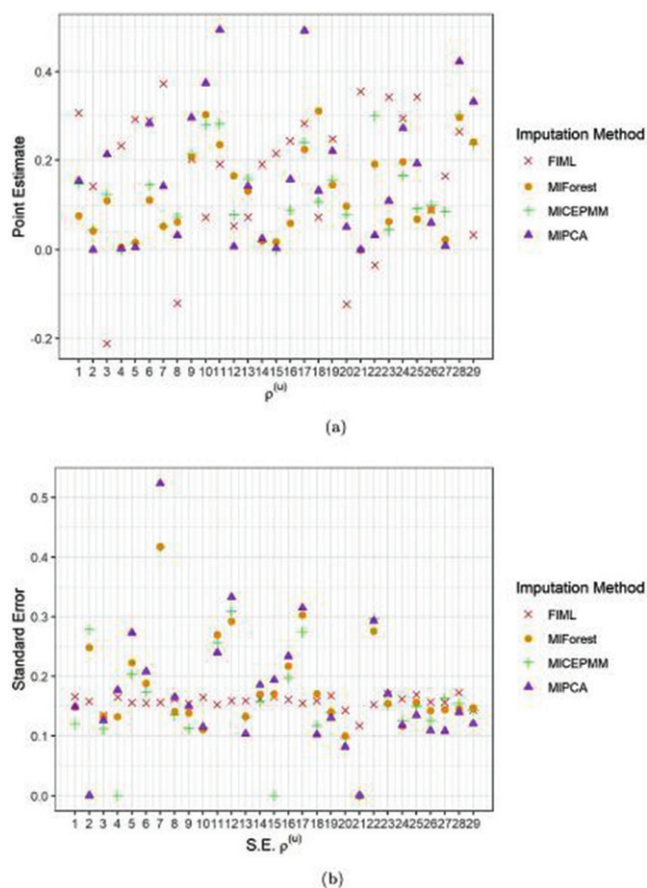 0.4
0.2
0.0
-0.2
Point Estimate
1 2 3 4 5 6 7 8 9 10 11 12 13 14 15 16 17 18 19 20 21 22 23 24 25 26 27 28 29
ρ(u)
Imputation Method
FIML
MIForest
MICEPMM
MIPCA
(a)
0.5
0.4
0.3
0.2
0.1
0.0
Standard Error
1 2 3 4 5 6 7 8 9 10 11 12 13 14 15 16 17 18 19 20 21 22 23 24 25 26 27 28 29
S.E. ρ(u)
Imputation Method
FIML
MIForest
MICEPMM
MIPCA
(b)